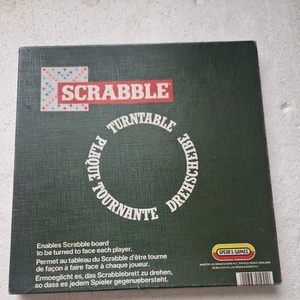 SCRABBLE
TURNTABLE
PLAQUE TOURNANTE
DREHSCHEIBE
Enables Scrabble board
to be turned to face each player.
Permet au tableau du Scrabble d'être tourne
de façon à faire face à chaque joueur.
Ermoeglicht es, das Scrabblebrett zu drehen,
so dass es jedem Spieler gegenuebersteht.
SPEAR'S GAMES